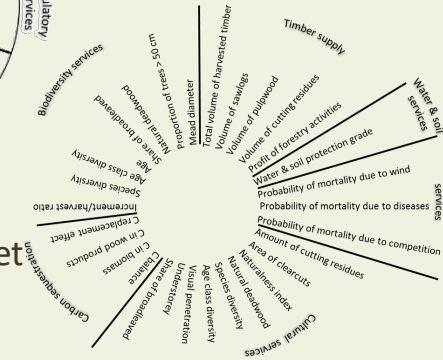 ulatory
rvices
Biodiversity services
Timber supply
Water & soil
services
services
Cultural services
Carbon sequestration
et
Mead diameter
Total volume of harvested timber
Volume of sawlogs
Volume of pulpwood
Volume of cutting residues
Profit of forestry activities
Water & soil protection grade
Probability of mortality due to wind
Probability of mortality due to diseases
Probability of mortality due to competition
Amount of cutting residues
Area of clearcuts
Naturalness index
Natural deadwood
Species diversity
Age class diversity
Visual penetration
Understorey
Share of broadleaved
C balance
C in biomass
C in wood products
C replacement effect
Increment/harvest ratio
Species diversity
Age class diversity
Age
Share of broadleaved
Natural deadwood
Proportion of trees > 50 cm